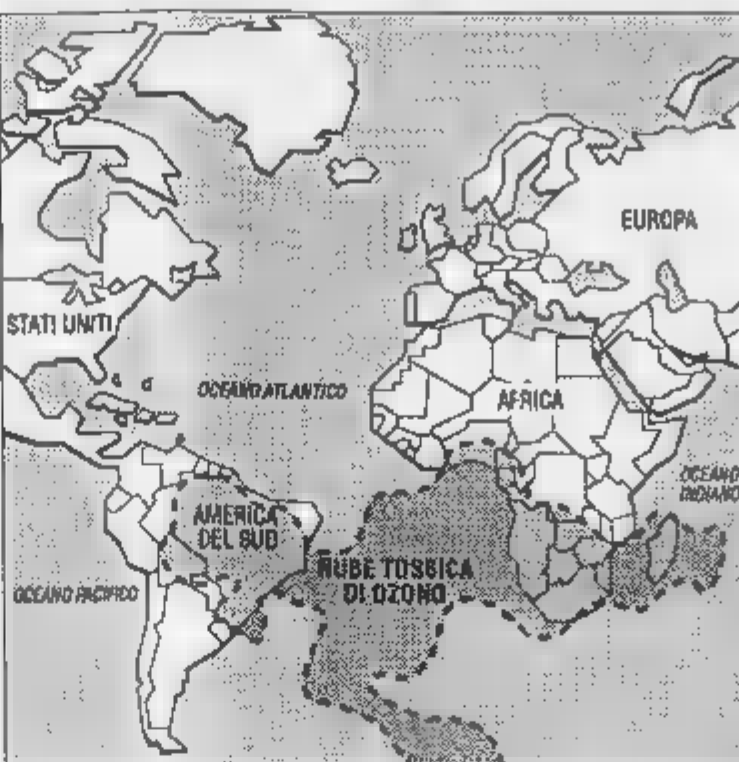 EUROPA
STATI UNITI
OCEANO ATLANTICO
AFRICA
OCEANO
INDIANO
AMERICA
DEL SUD
NUBE TOSSICA
DI OZONO
OCEANO PACIFICO